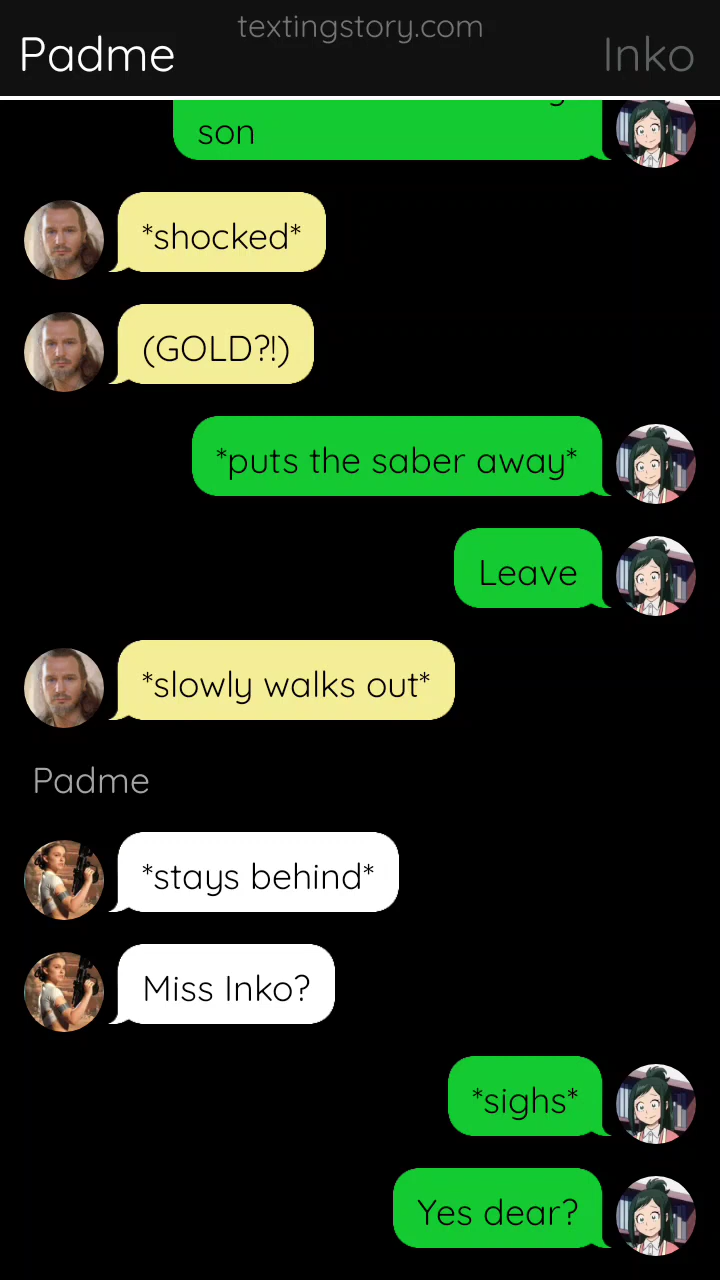 textingstory.com
Padme
Inko
son
*shocked*
(GOLD?!)
*puts the saber away*
Leave
*slowly walks out*
Padme
*stays behind*
Miss Inko?
*sighs*
Yes dear?